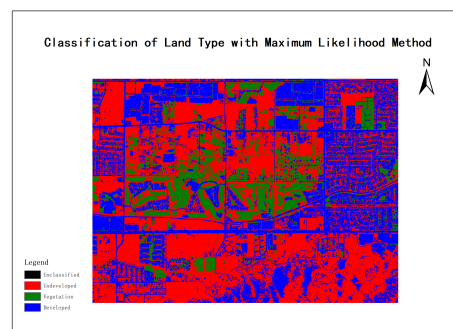 Classification of Land Type with Maximum Likelihood Method
N
Legend
Unclassified
Undeveloped
Vegetation
Developed